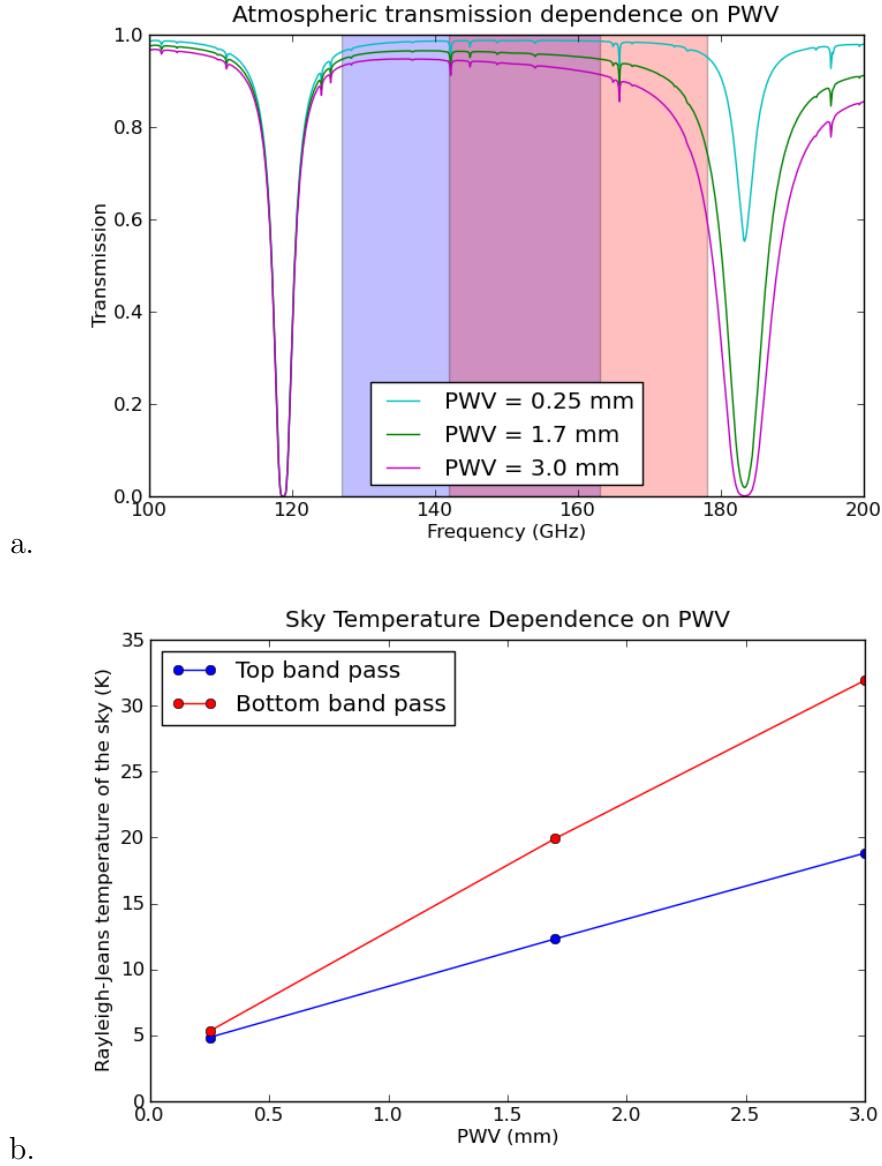 Atmospheric transmission dependence on PWV
1.0
0.8
0.6
0.4
0.2
0.0
Transmission
PWV = 0.25 mm
PWV = 1.7 mm
PWV = 3.0 mm
100 120 140 160 180 200
Frequency (GHz)
a.
Sky Temperature Dependence on PWV
35
30
25
20
15
10
5
0
Rayleigh-Jeans temperature of the sky (K)
Top band pass
Bottom band pass
0.0 0.5 1.0 1.5 2.0 2.5 3.0
PWV (mm)
b.